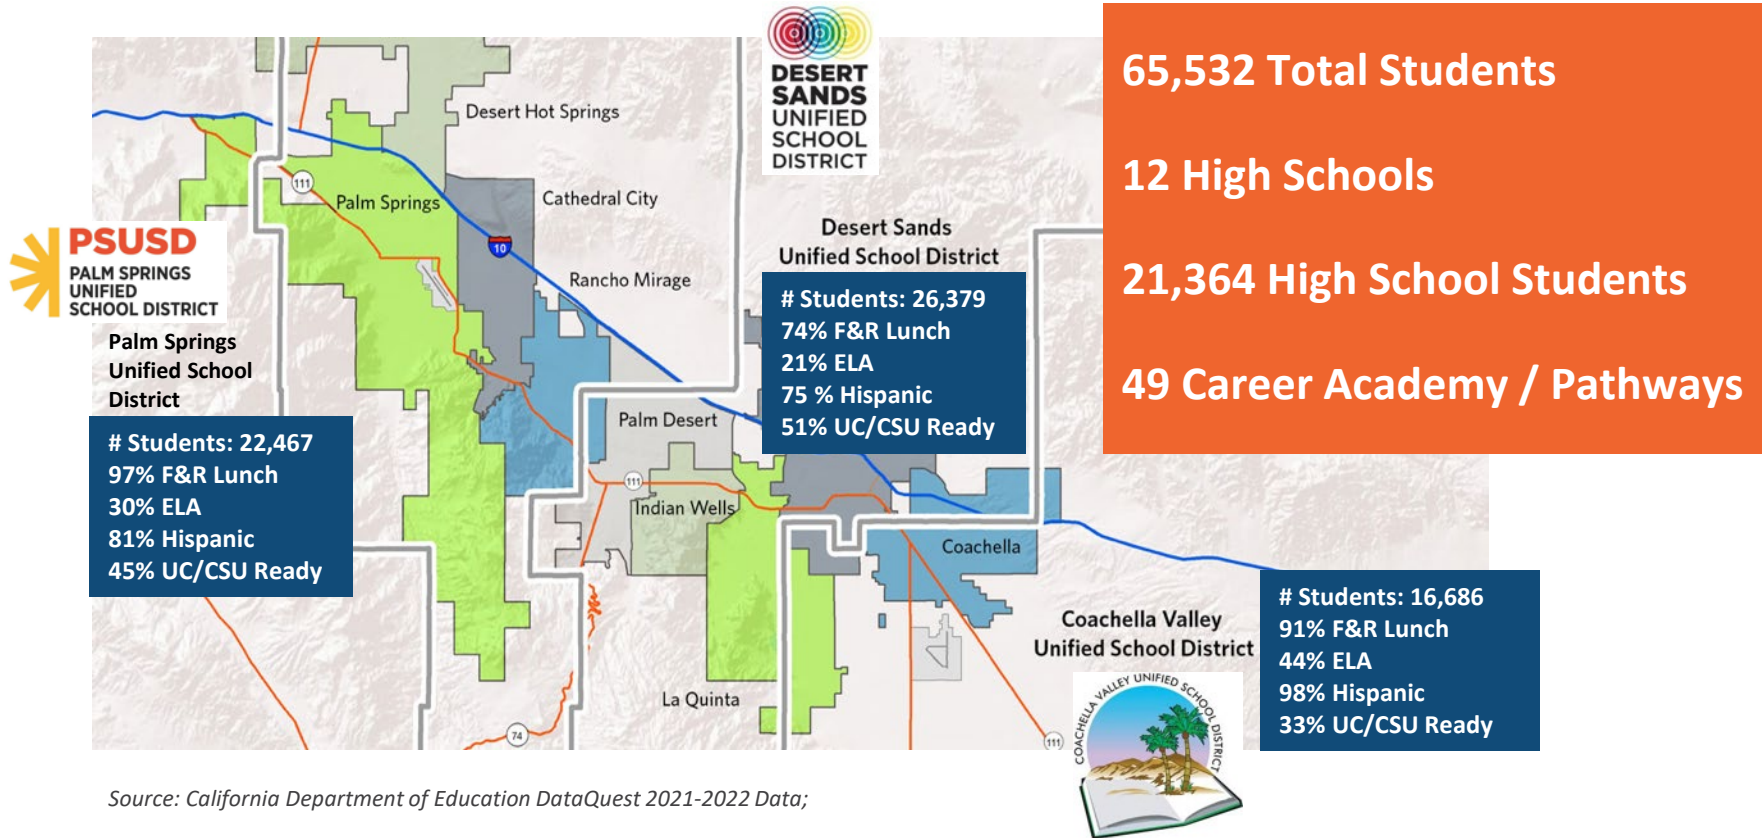 DESERT
SANDS
UNIFIED
SCHOOL
DISTRICT
65,532 Total Students
12 High Schools
21,364 High School Students
49 Career Academy / Pathways
Desert Hot Springs
111
Palm Springs
Cathedral City
10
Rancho Mirage
PSUSD
PALM SPRINGS
UNIFIED
SCHOOL DISTRICT
Palm Springs
Unified School
District
# Students: 22,467
97% F&R Lunch
30% ELA
81% Hispanic
45% UC/CSU Ready
Desert Sands
Unified School District
# Students: 26,379
74% F&R Lunch
21% ELA
75 % Hispanic
51% UC/CSU Ready
Palm Desert
111
Indian Wells
Coachella
La Quinta
74
111
Coachella Valley
Unified School District
COACHELLA VALLEY UNIFIED SCHOOL DISTRICT
# Students: 16,686
91% F&R Lunch
44% ELA
98% Hispanic
33% UC/CSU Ready
Source: California Department of Education DataQuest 2021-2022 Data;